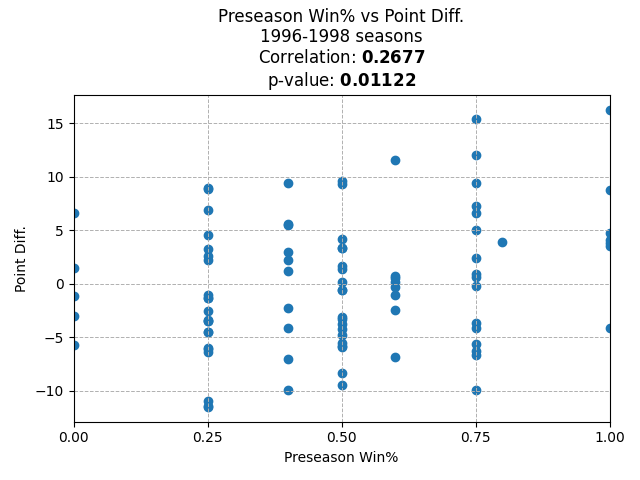 Preseason Win% vs Point Diff.
1996-1998 seasons
Correlation: 0.2677
p-value: 0.01122
15
10
5
0
−5
−10
Point Diff.
0.00 0.25 0.50 0.75 1.00
Preseason Win%